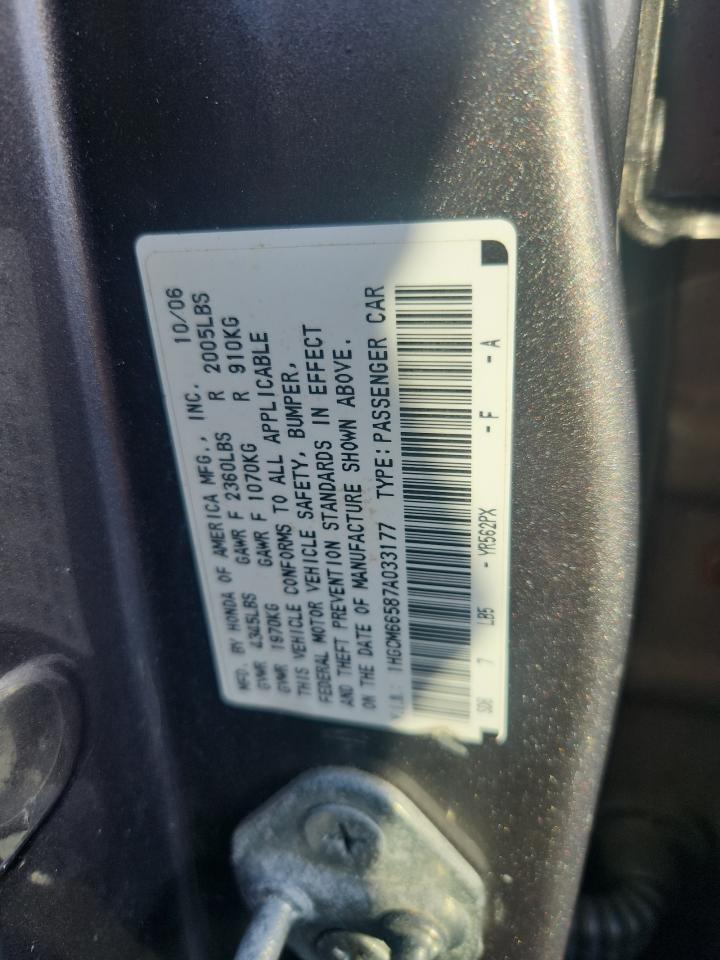 MFD. BY HONDA OF AMERICA MFG., INC. 10/06
GVWR 4345LBS GAWR F 2360LBS R 2005LBS
GVWR 1970KG GAWR F 1070KG R 910KG
THIS VEHICLE CONFORMS TO ALL APPLICABLE
FEDERAL MOTOR VEHICLE SAFETY, BUMPER,
AND THEFT PREVENTION STANDARDS IN EFFECT
ON THE DATE OF MANUFACTURE SHOWN ABOVE.
V.I.N.: 1HGCM66587A033177 TYPE: PASSENGER CAR
SDB 7 LB5 - YR562PX - F - A